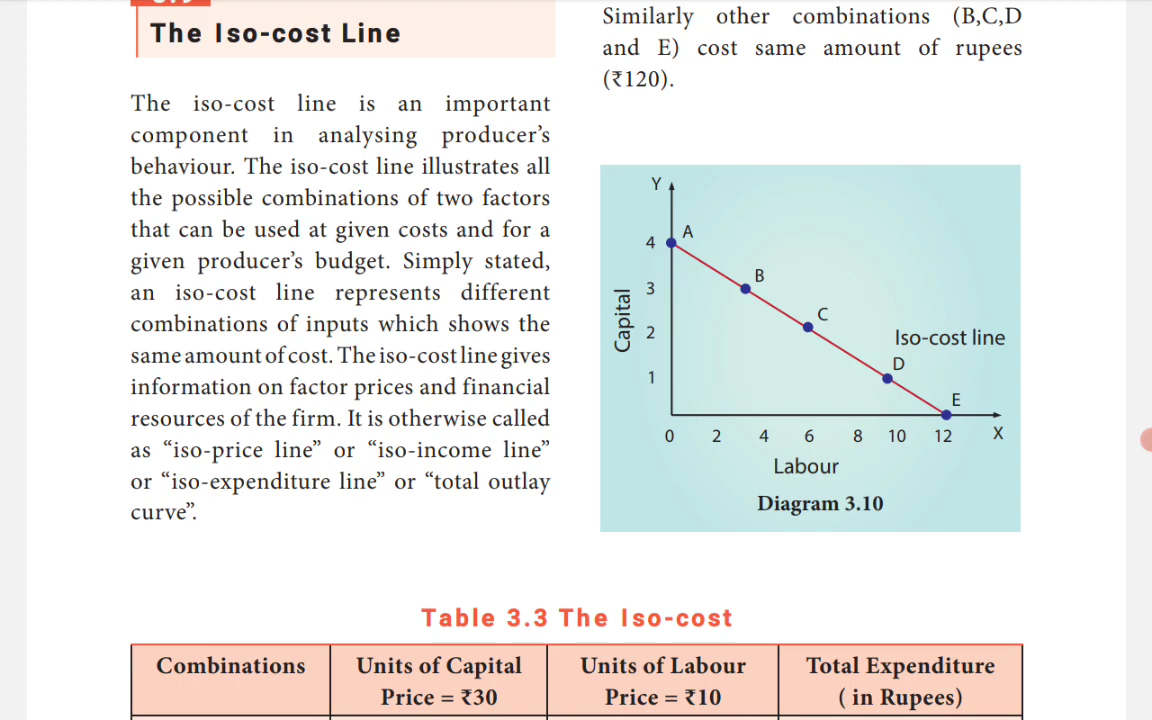 The Iso-cost Line
The iso-cost line is an important
component in analysing producer’s
behaviour. The iso-cost line illustrates all
the possible combinations of two factors
that can be used at given costs and for a
given producer’s budget. Simply stated,
an iso-cost line represents different
combinations of inputs which shows the
same amount of cost. The iso-cost line gives
information on factor prices and financial
resources of the firm. It is otherwise called
as “iso-price line” or “iso-income line”
or “iso-expenditure line” or “total outlay
curve”.
Similarly other combinations (B,C,D
and E) cost same amount of rupees
(₹120).
Y
A
4
B
3
C
2
Iso-cost line
D
1
E
Capital
0 2 4 6 8 10 12 X
Labour
Diagram 3.10
Table 3.3 The Iso-cost
Combinations Units of Capital Units of Labour Total Expenditure
Price = ₹30 Price = ₹10 ( in Rupees)